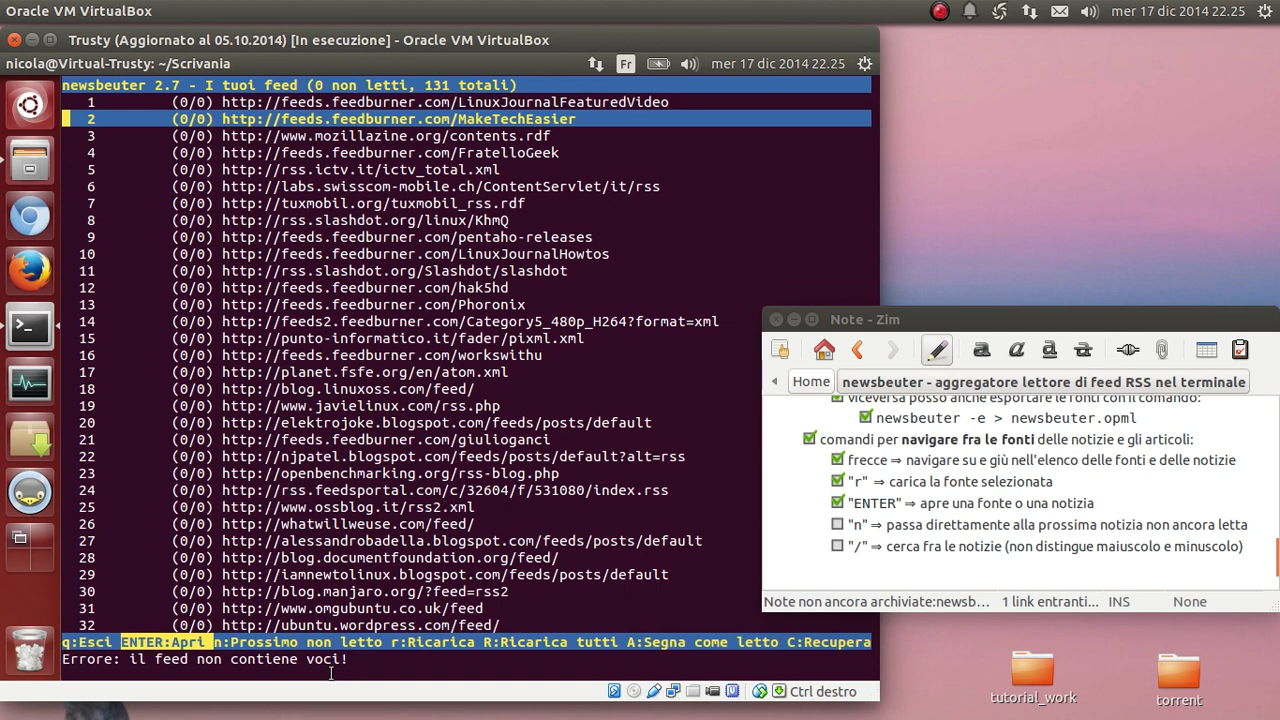 Oracle VM VirtualBox
mer 17 dic 2014 22.25
Trusty (Aggiornato al 05.10.2014) [In esecuzione] - Oracle VM VirtualBox
nicola@Virtual-Trusty: ~/Scrivania
Fr
mer 17 dic 2014 22.25
newsbeuter 2.7 - I tuoi feed (0 non letti, 131 totali)
1 (0/0) http://feeds.feedburner.com/LinuxJournalFeaturedVideo
2 (0/0) http://feeds.feedburner.com/MakeTechEasier
3 (0/0) http://www.mozillazine.org/contents.rdf
4 (0/0) http://feeds.feedburner.com/FratelloGeek
5 (0/0) http://rss.ictv.it/ictv_total.xml
6 (0/0) http://labs.swisscom-mobile.ch/ContentServlet/it/rss
7 (0/0) http://tuxmobil.org/tuxmobil_rss.rdf
8 (0/0) http://rss.slashdot.org/linux/KhmQ
9 (0/0) http://feeds.feedburner.com/pentaho-releases
10 (0/0) http://feeds.feedburner.com/LinuxJournalHowtos
11 (0/0) http://rss.slashdot.org/Slashdot/slashdot
12 (0/0) http://feeds.feedburner.com/hak5hd
13 (0/0) http://feeds.feedburner.com/Phoronix
14 (0/0) http://feeds2.feedburner.com/Category5_480p_H264?format=xml
15 (0/0) http://punto-informatico.it/fader/pixml.xml
16 (0/0) http://feeds.feedburner.com/workswithu
17 (0/0) http://planet.fsfe.org/en/atom.xml
18 (0/0) http://blog.linuxoss.com/feed/
19 (0/0) http://www.javielinux.com/rss.php
20 (0/0) http://elektrojoke.blogspot.com/feeds/posts/default
21 (0/0) http://feeds.feedburner.com/giulioganci
22 (0/0) http://njpatel.blogspot.com/feeds/posts/default?alt=rss
23 (0/0) http://openbenchmarking.org/rss-blog.php
24 (0/0) http://rss.feedsportal.com/c/32604/f/531080/index.rss
25 (0/0) http://www.ossblog.it/rss2.xml
26 (0/0) http://whatwillweuse.com/feed/
27 (0/0) http://alessandrobadella.blogspot.com/feeds/posts/default
28 (0/0) http://blog.documentfoundation.org/feed/
29 (0/0) http://iamnewtolinux.blogspot.com/feeds/posts/default
30 (0/0) http://blog.manjaro.org/?feed=rss2
31 (0/0) http://www.omgubuntu.co.uk/feed
32 (0/0) http://ubuntu.wordpress.com/feed/
q:Esci ENTER:Apri n:Prossimo non letto r:Ricarica R:Ricarica tutti A:Segna come letto C:Recupera
Errore: il feed non contiene voci!
Ctrl destro
Note - Zim
Home
newsbeuter - aggregatore lettore di feed RSS nel terminale
viceversa posso anche esportare le fonti con il comando:
newsbeuter -e > newsbeuter.opml
comandi per navigare fra le fonti delle notizie e gli articoli:
frecce ⇒ navigare su e giù nell'elenco delle fonti e delle notizie
"r" ⇒ carica la fonte selezionata
"ENTER" ⇒ apre una fonte o una notizia
"n" ⇒ passa direttamente alla prossima notizia non ancora letta
"/" ⇒ cerca fra le notizie (non distingue maiuscolo e minuscolo)
Note non ancora archiviate:newsb...
1 link entranti...
INS
None
tutorial_work
torrent